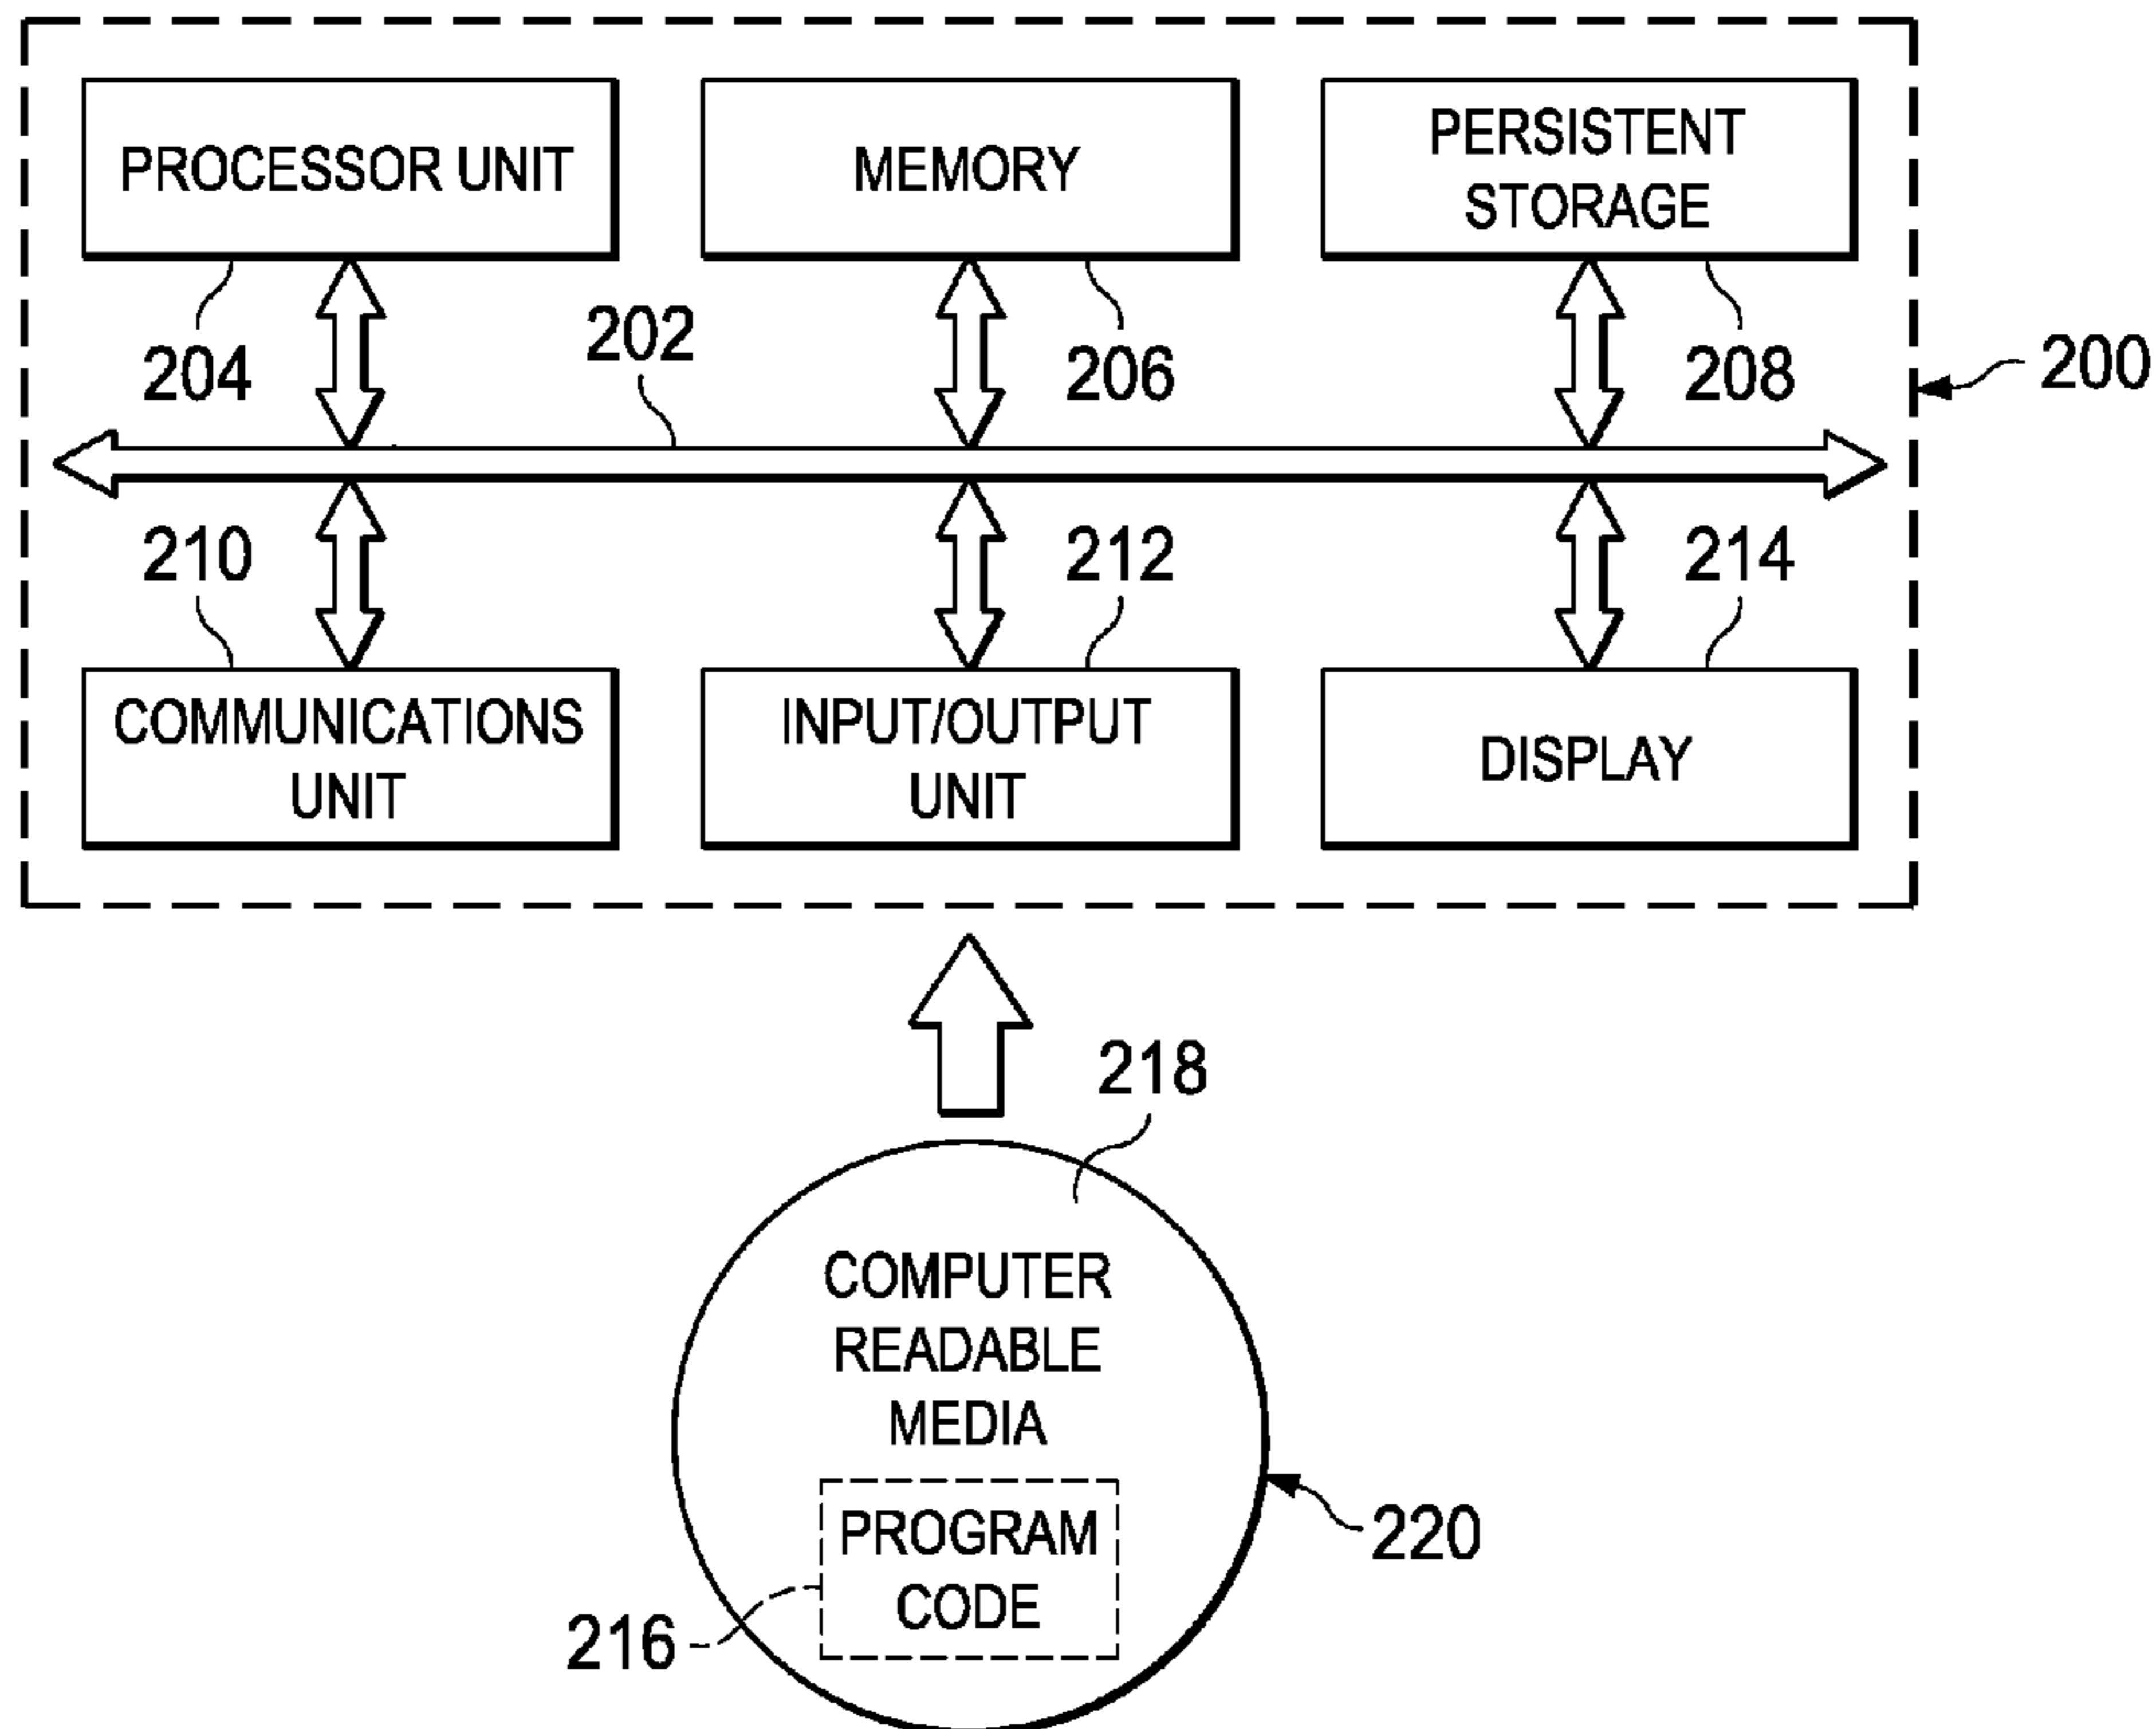 PROCESSOR UNIT
MEMORY
PERSISTENT
STORAGE
204
202
206
208
200
210
212
214
COMMUNICATIONS
UNIT
INPUT/OUTPUT
UNIT
DISPLAY
218
COMPUTER
READABLE
MEDIA
PROGRAM
CODE
220
216